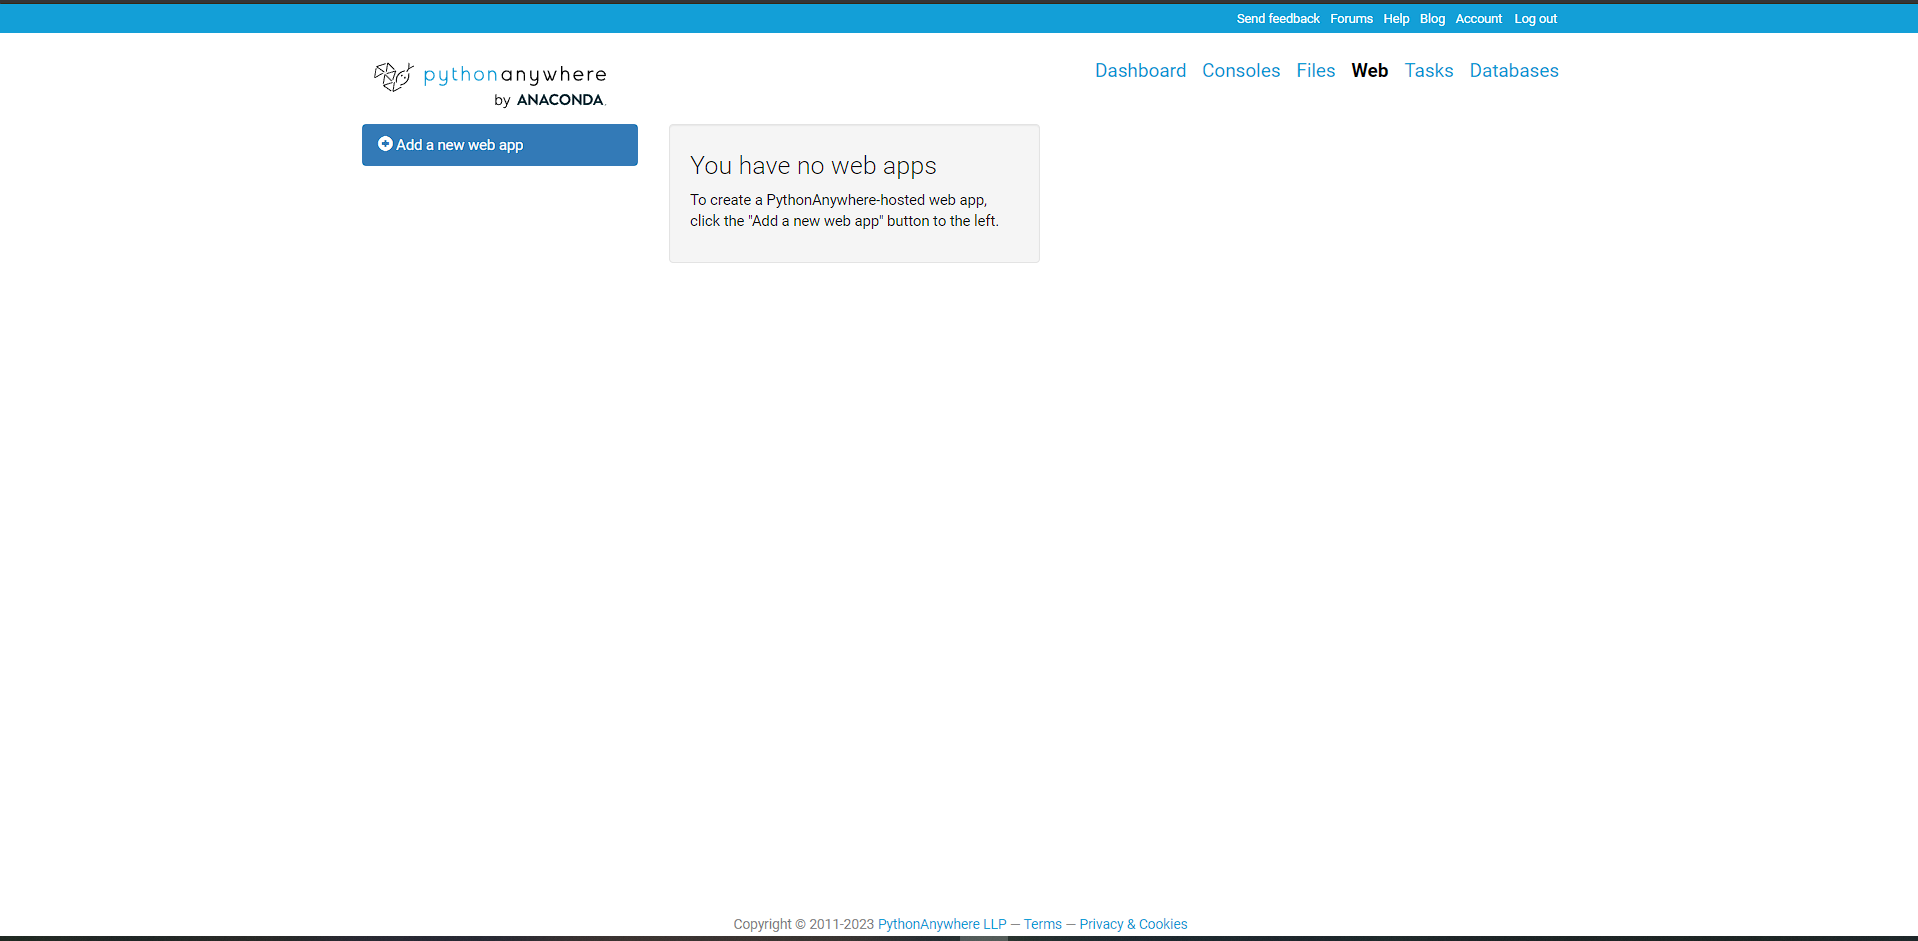 Send feedback Forums Help Blog Account Log out
pythonanywhere
by ANACONDA.
Dashboard Consoles Files Web Tasks Databases
Add a new web app
You have no web apps
To create a PythonAnywhere-hosted web app,
click the "Add a new web app" button to the left.
Copyright © 2011-2023 PythonAnywhere LLP — Terms — Privacy & Cookies